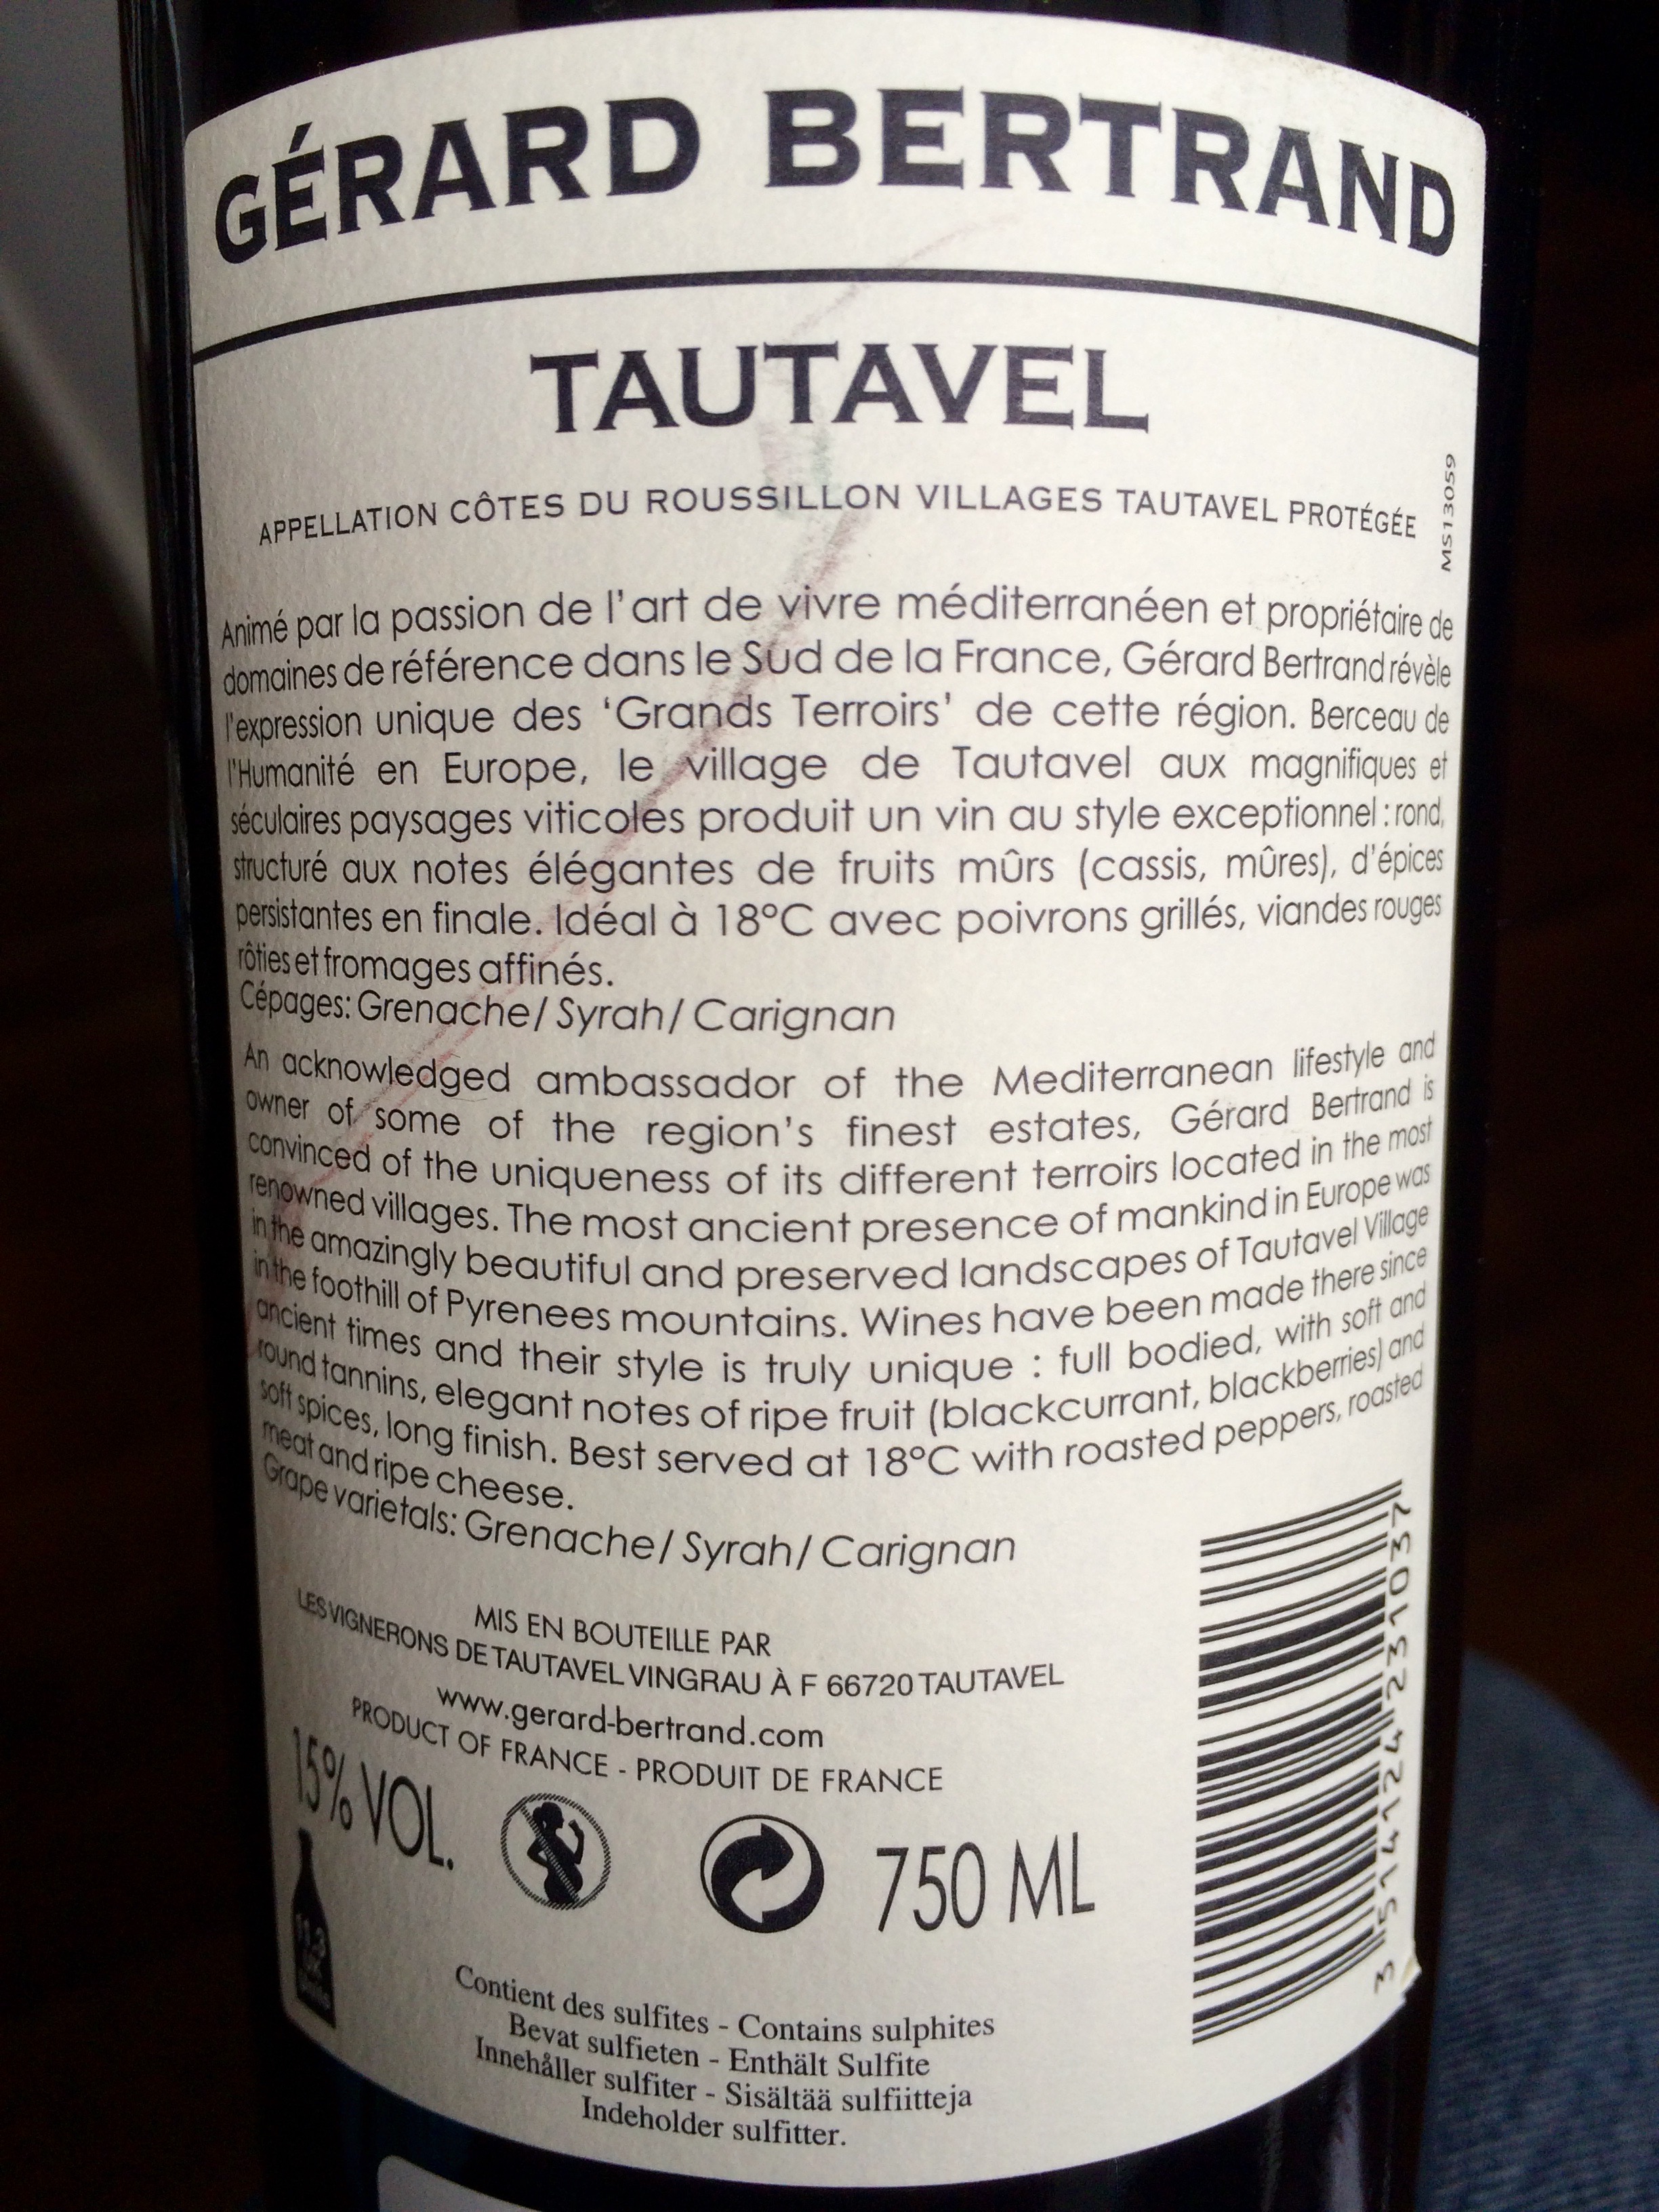 GÉRARD BERTRAND
TAUTAVEL
APPELLATION CÔTES DU ROUSSILLON VILLAGES TAUTAVEL PROTÉGÉE
MS13059
Animé par la passion de l'art de vivre méditerranéen et propriétaire de
domaines de référence dans le Sud de la France, Gérard Bertrand révèle
l'expression unique des 'Grands Terroirs' de cette région. Berceau de
l'Humanité en Europe, le village de Tautavel aux magnifiques et
séculaires paysages viticoles produit un vin au style exceptionnel : rond,
structuré aux notes élégantes de fruits mûrs (cassis, mûres), d'épices
persistantes en finale. Idéal à 18°C avec poivrons grillés, viandes rouges
rôties et fromages affinés.
Cépages: Grenache/ Syrah/ Carignan
An acknowledged ambassador of the Mediterranean lifestyle and
owner of some of the region's finest estates, Gérard Bertrand is
convinced of the uniqueness of its different terroirs located in the most
renowned villages. The most ancient presence of mankind in Europe was
in the amazingly beautiful and preserved landscapes of Tautavel Village
in the foothill of Pyrenees mountains. Wines have been made there since
ancient times and their style is truly unique : full bodied, with soft and
round tannins, elegant notes of ripe fruit (blackcurrant, blackberries) and
soft spices, long finish. Best served at 18°C with roasted peppers, roasted
meat and ripe cheese.
Grape varietals: Grenache/ Syrah/ Carignan
MIS EN BOUTEILLE PAR
LES VIGNERONS DE TAUTAVEL VINGRAU À F 66720 TAUTAVEL
www.gerard-bertrand.com
PRODUCT OF FRANCE - PRODUIT DE FRANCE
15% VOL.
750 ML
11.3
3 514124 231037
Contient des sulfites - Contains sulphites
Bevat sulfieten - Enthält Sulfite
Innehåller sulfiter - Sisältää sulfiitteja
Indeholder sulfitter.